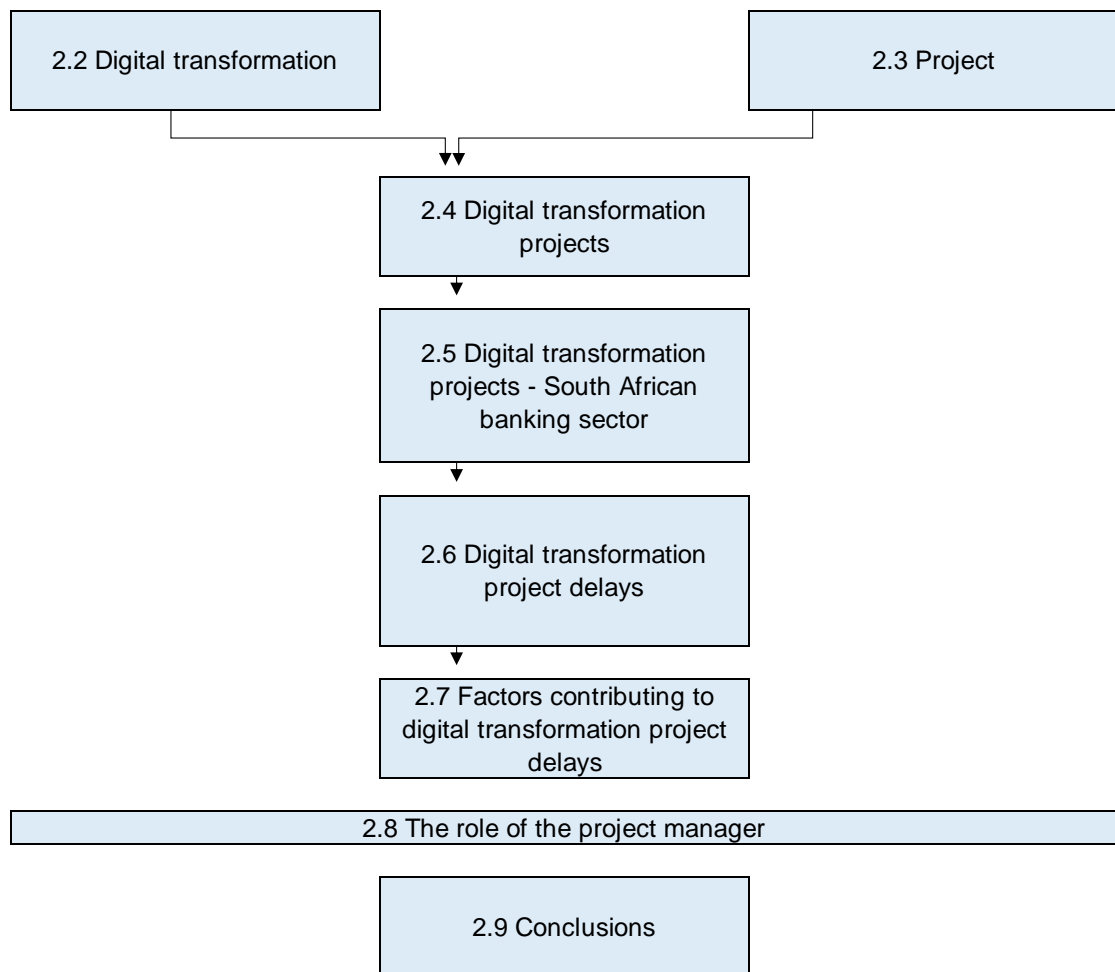 2.2 Digital transformation
2.3 Project
2.4 Digital transformation
projects
2.5 Digital transformation
projects - South African
banking sector
2.6 Digital transformation
project delays
2.7 Factors contributing to
digital transformation project
delays
2.8 The role of the project manager
2.9 Conclusions